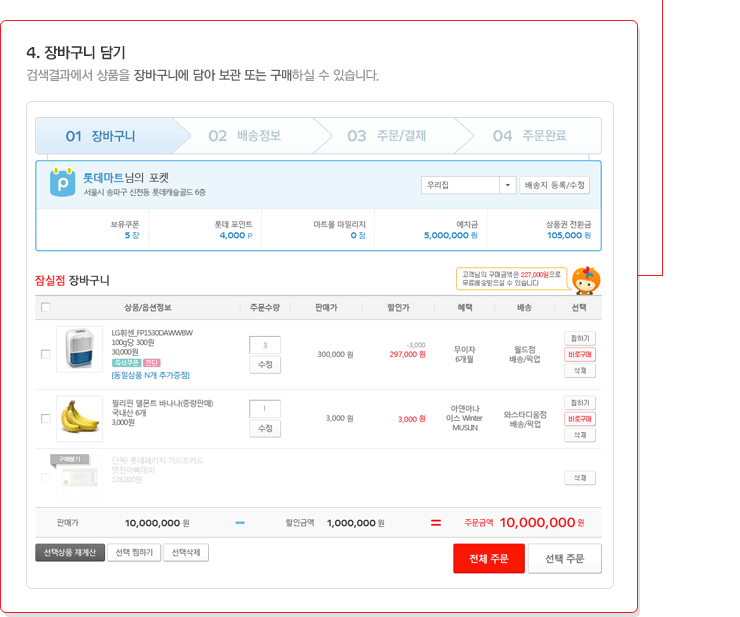 4. 장바구니 담기
검색결과에서 상품을 장바구니에 담아 보관 또는 구매하실 수 있습니다.
01 장바구니 02 배송정보 03 주문/결제 04 주문완료
p
롯데마트님의 포켓
서울시 송파구 신천동 롯데캐슬골드 6층
우리집 배송지 등록/수정
보유쿠폰 롯데 포인트 마트몰 마일리지 예치금 상품권 전환금
5 장 4,000 P 0 점 5,000,000 원 105,000 원
잠실점 장바구니
고객님의 구매금액은 227,000원으로
무료배송받으실 수 있습니다
상품/옵션정보 주문수량 판매가 할인가 혜택 배송 선택
LG휘센_FP1530DAWWBW
100g당 300원
30,000원
즉석쿠폰 전단
[동일상품 N개 추가증정]
3
수정
300,000 원
-3,000
297,000 원
무이자
6개월
월드점
배송/픽업
찜하기
바로구매
삭제
필리핀 델몬트 바나나(중량판매)
국내산 6개
3,000원
1
수정
3,000 원
3,000 원
아맨아나
이스 Winter
MUSLIN
와스타디움점
배송/픽업
찜하기
바로구매
삭제
구매불가
단독! 롯데패키지 기프트카드
멋진아빠데이
178,000원
삭제
판매가 10,000,000 원 − 할인금액 1,000,000 원 = 주문금액 10,000,000 원
선택상품 재계산 선택 찜하기 선택삭제
전체 주문 선택 주문